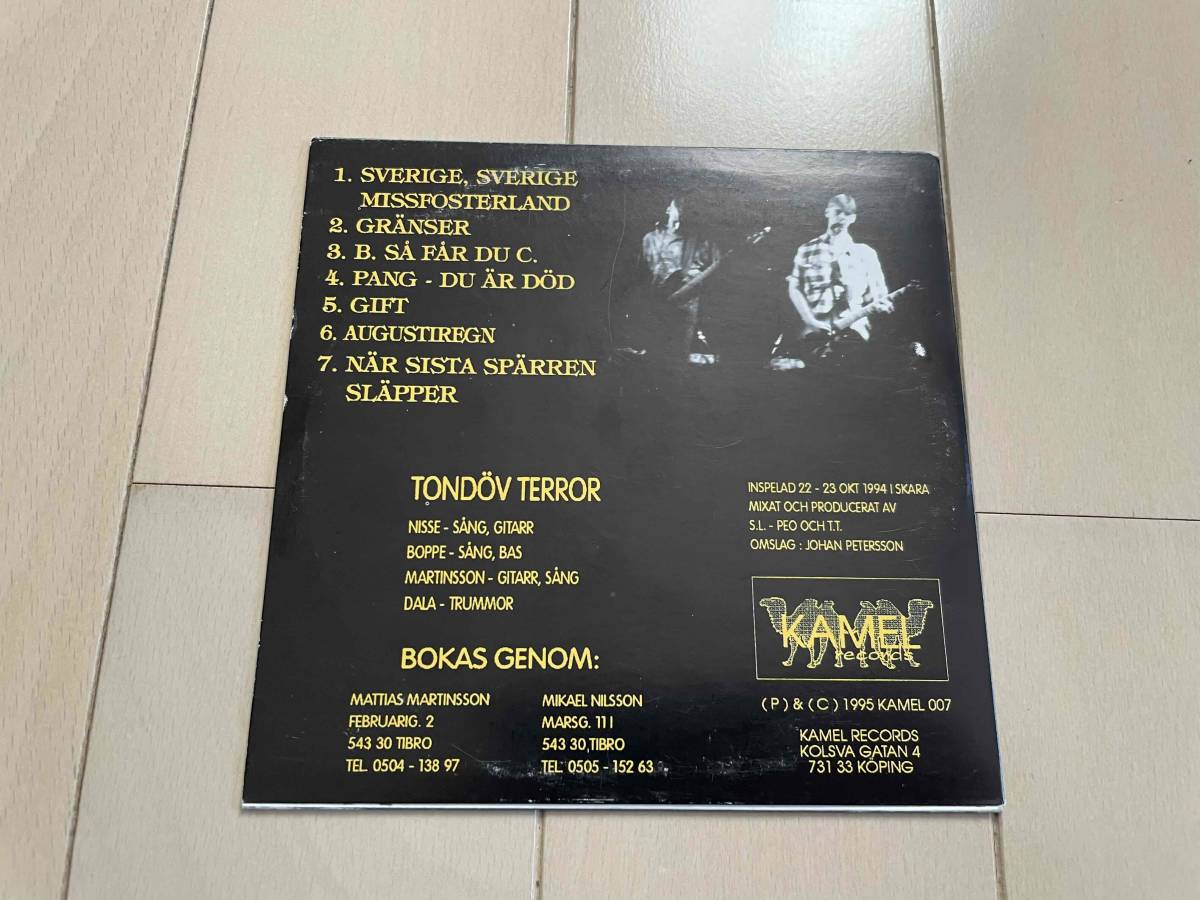 1. SVERIGE, SVERIGE
MISSFOSTERLAND
2. GRÄNSER
3. B. SÅ FÅR DU C.
4. PANG - DU ÄR DÖD
5. GIFT
6. AUGUSTIREGN
7. NÄR SISTA SPÄRREN
SLÄPPER
TONDÖV TERROR
NISSE - SÅNG, GITARR
BOPPE - SÅNG, BAS
MARTINSSON - GITARR, SÅNG
DALA - TRUMMOR
INSPELAD 22 - 23 OKT 1994 I SKARA
MIXAT OCH PRODUCERAT AV
S.L. - PEO OCH T.T.
OMSLAG : JOHAN PETERSSON
KAMEL
records
BOKAS GENOM:
MATTIAS MARTINSSON
FEBRUARIG. 2
543 30 TIBRO
TEL. 0504 - 138 97
MIKAEL NILSSON
MARSG. 11 I
543 30, TIBRO
TEL. 0505 - 152 63
( P ) & ( C ) 1995 KAMEL 007
KAMEL RECORDS
KOLSVA GATAN 4
731 33 KÖPING